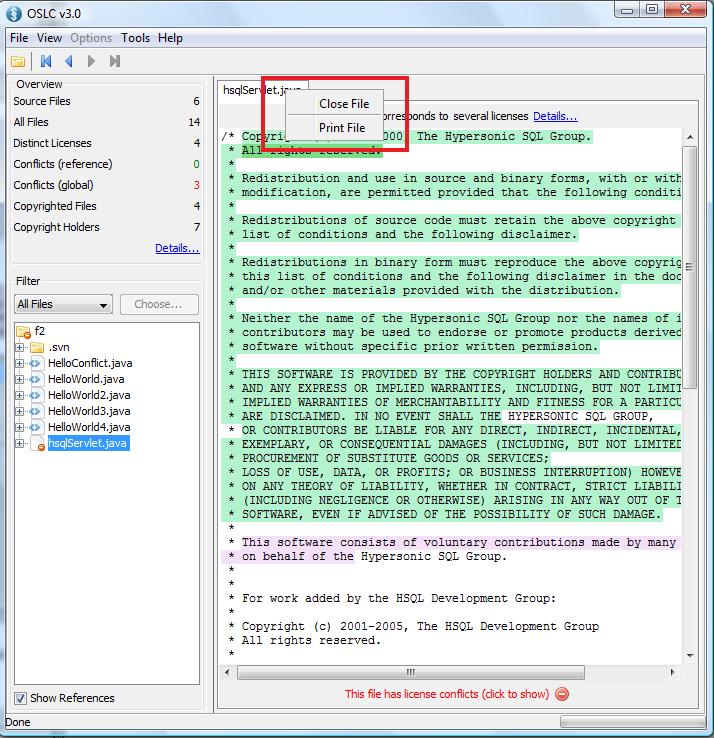 OSLC v3.0
File View Options Tools Help
Overview
Source Files 6
All Files 14
Distinct Licenses 4
Conflicts (reference) 0
Conflicts (global) 3
Copyrighted Files 4
Copyright Holders 7
Details...
Filter
All Files Choose...
f2
.svn
HelloConflict.java
HelloWorld.java
HelloWorld2.java
HelloWorld3.java
HelloWorld4.java
hsqlServlet.java
Show References
hsqlServlet.java
Close File
Print File
rresponds to several licenses Details...
/* Copyri 000, The Hypersonic SQL Group.
* All rights reserved.
*
* Redistribution and use in source and binary forms, with or with
* modification, are permitted provided that the following conditi
*
* Redistributions of source code must retain the above copyright
* list of conditions and the following disclaimer.
*
* Redistributions in binary form must reproduce the above copyrig
* this list of conditions and the following disclaimer in the doc
* and/or other materials provided with the distribution.
*
* Neither the name of the Hypersonic SQL Group nor the names of i
* contributors may be used to endorse or promote products derived
* software without specific prior written permission.
*
* THIS SOFTWARE IS PROVIDED BY THE COPYRIGHT HOLDERS AND CONTRIBU
* AND ANY EXPRESS OR IMPLIED WARRANTIES, INCLUDING, BUT NOT LIMIT
* IMPLIED WARRANTIES OF MERCHANTABILITY AND FITNESS FOR A PARTICU
* ARE DISCLAIMED. IN NO EVENT SHALL THE HYPERSONIC SQL GROUP,
* OR CONTRIBUTORS BE LIABLE FOR ANY DIRECT, INDIRECT, INCIDENTAL,
* EXEMPLARY, OR CONSEQUENTIAL DAMAGES (INCLUDING, BUT NOT LIMITED
* PROCUREMENT OF SUBSTITUTE GOODS OR SERVICES;
* LOSS OF USE, DATA, OR PROFITS; OR BUSINESS INTERRUPTION) HOWEVE
* ON ANY THEORY OF LIABILITY, WHETHER IN CONTRACT, STRICT LIABILI
* (INCLUDING NEGLIGENCE OR OTHERWISE) ARISING IN ANY WAY OUT OF T
* SOFTWARE, EVEN IF ADVISED OF THE POSSIBILITY OF SUCH DAMAGE.
*
* This software consists of voluntary contributions made by many
* on behalf of the Hypersonic SQL Group.
*
*
* For work added by the HSQL Development Group:
*
* Copyright (c) 2001-2005, The HSQL Development Group
* All rights reserved.
*
This file has license conflicts (click to show)
Done